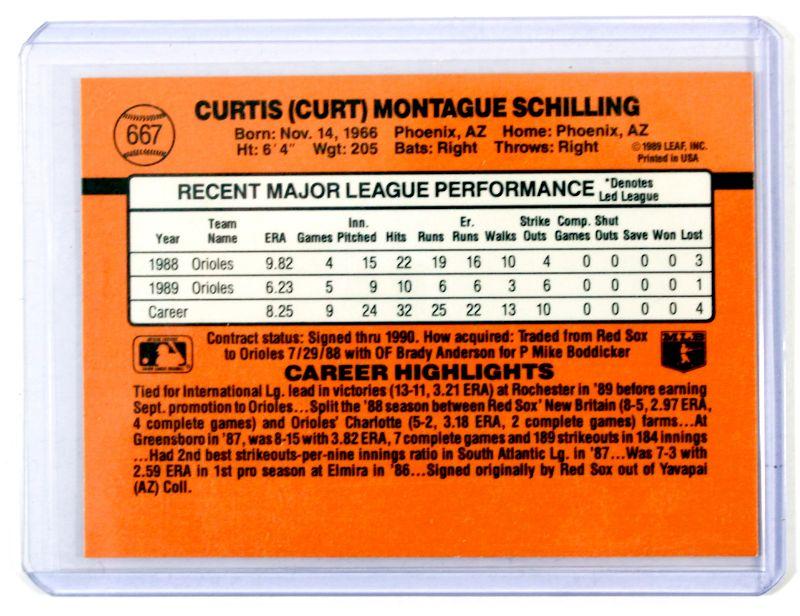 667
CURTIS (CURT) MONTAGUE SCHILLING
Born: Nov. 14, 1966 Phoenix, AZ Home: Phoenix, AZ
Ht: 6'4" Wgt: 205 Bats: Right Throws: Right
© 1989 LEAF, INC.
Printed in USA
RECENT MAJOR LEAGUE PERFORMANCE *Denotes Led League
Year Team Name ERA Games Inn. Pitched Hits Runs Er. Runs Walks Strike Outs Comp. Games Shut Outs Save Won Lost
1988 Orioles 9.82 4 15 22 19 16 10 4 0 0 0 0 3
1989 Orioles 6.23 5 9 10 6 6 3 6 0 0 0 0 1
Career 8.25 9 24 32 25 22 13 10 0 0 0 0 4
Contract status: Signed thru 1990. How acquired: Traded from Red Sox
to Orioles 7/29/88 with OF Brady Anderson for P Mike Boddicker
MLB
CAREER HIGHLIGHTS
Tied for International Lg. lead in victories (13-11, 3.21 ERA) at Rochester in '89 before earning
Sept. promotion to Orioles...Split the '88 season between Red Sox' New Britain (8-5, 2.97 ERA,
4 complete games) and Orioles' Charlotte (5-2, 3.18 ERA, 2 complete games) farms...At
Greensboro in '87, was 8-15 with 3.82 ERA, 7 complete games and 189 strikeouts in 184 innings
...Had 2nd best strikeouts-per-nine innings ratio in South Atlantic Lg. in '87...Was 7-3 with
2.59 ERA in 1st pro season at Elmira in '86...Signed originally by Red Sox out of Yavapai
(AZ) Coll.